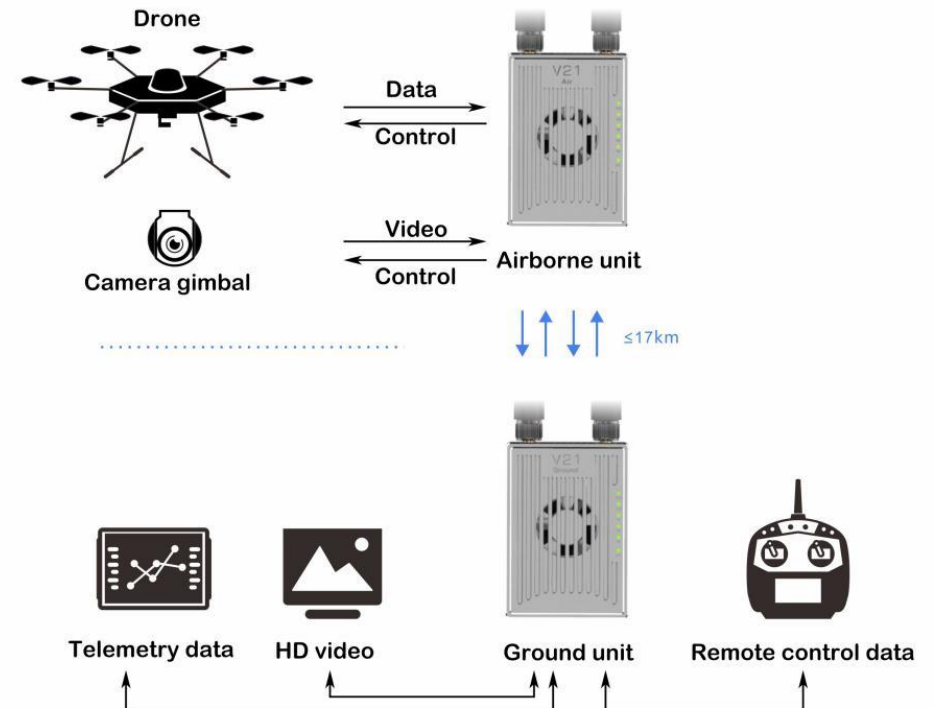 Drone
V21
Air
Data
Control
Video
Control
Airborne unit
Camera gimbal
≤17km
V21
Ground
Telemetry data
HD video
Ground unit
Remote control data